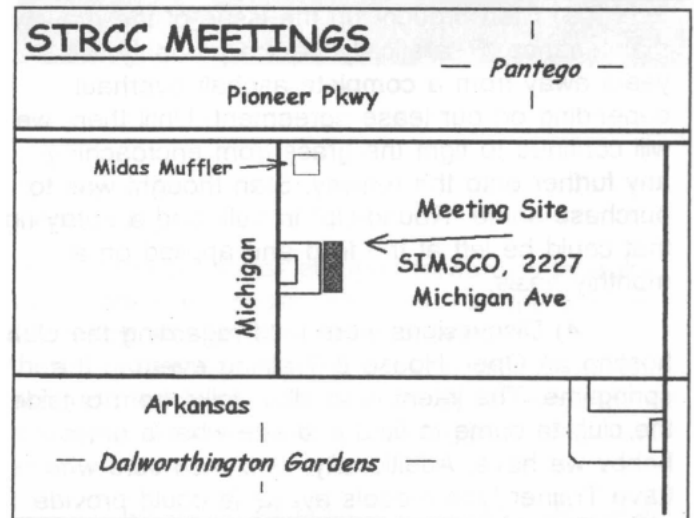 STRCC MEETINGS
Pantego
Pioneer Pkwy
Midas Muffler
Meeting Site
SIMSCO, 2227
Michigan Ave
Michigan
Arkansas
Dalworthington Gardens